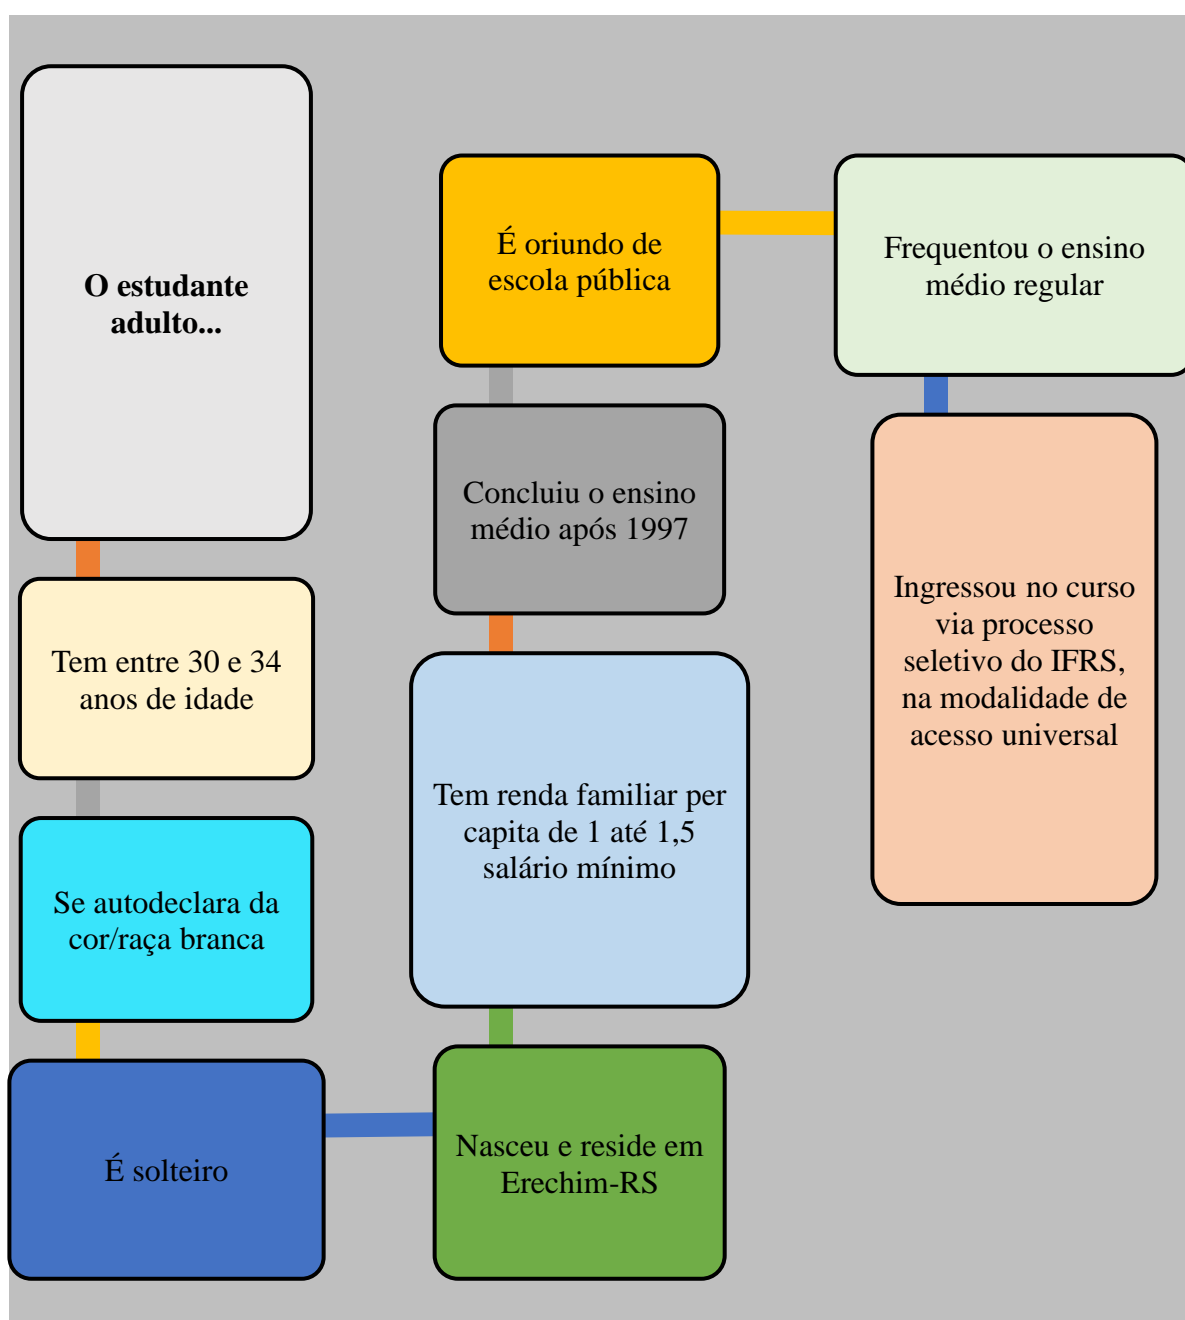 O estudante
adulto...
Tem entre 30 e 34
anos de idade
Se autodeclara da
cor/raça branca
É solteiro
Nasceu e reside em
Erechim-RS
Tem renda familiar per
capita de 1 até 1,5
salário mínimo
Concluiu o ensino
médio após 1997
É oriundo de
escola pública
Frequentou o ensino
médio regular
Ingressou no curso
via processo
seletivo do IFRS,
na modalidade de
acesso universal